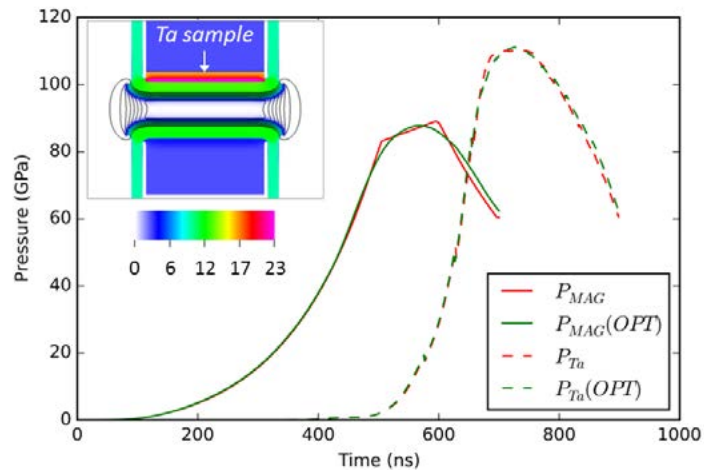 120
100
80
60
40
20
0
Pressure (GPa)
Ta sample
0 6 12 17 23
P_MAG
P_MAG(OPT)
P_Ta
P_Ta(OPT)
0 200 400 600 800 1000
Time (ns)